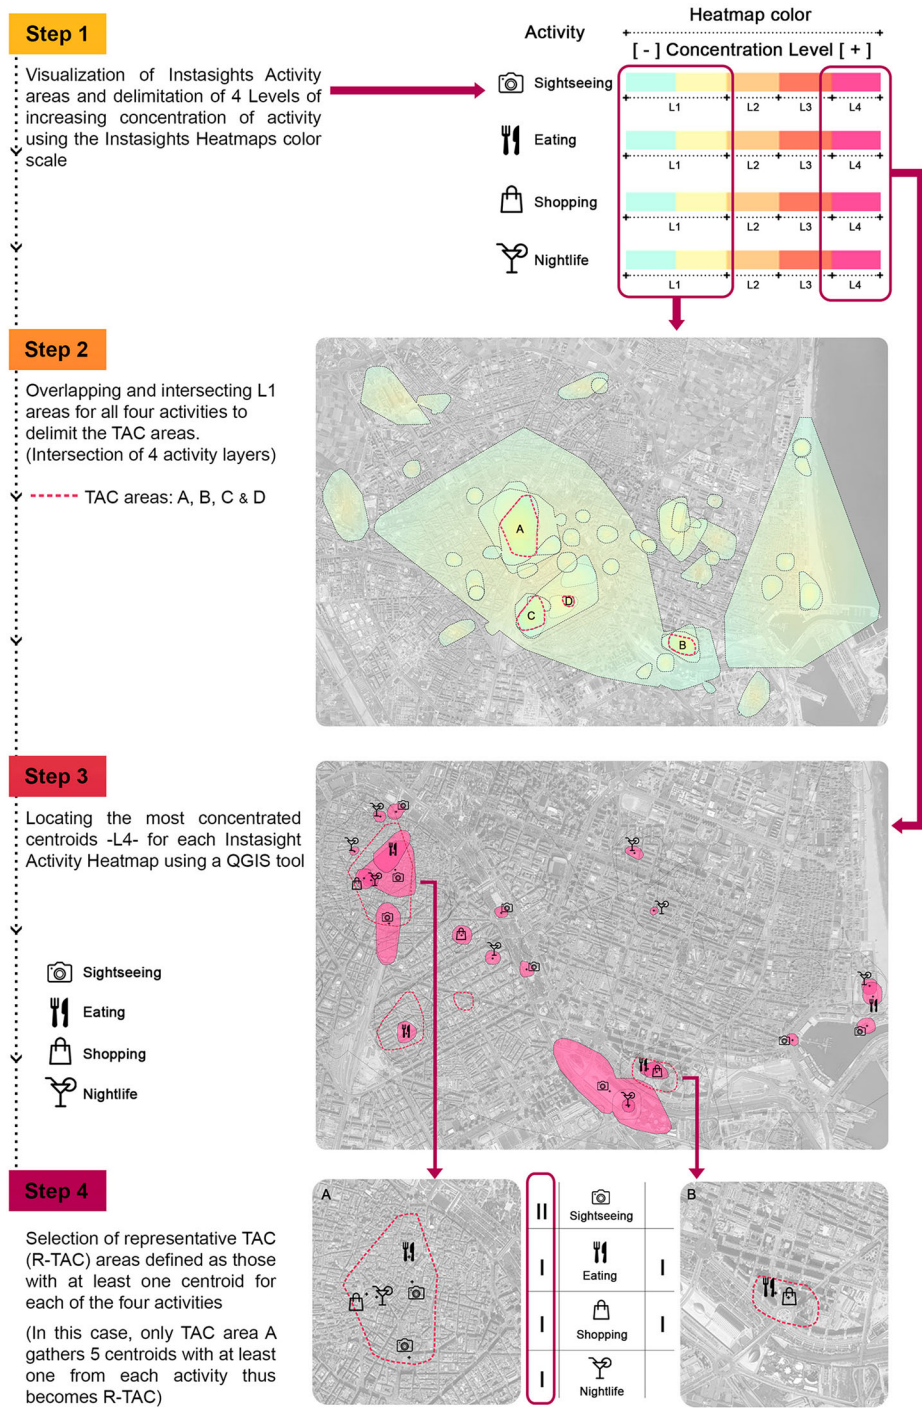 Step 1
Visualization of Instasights Activity
areas and delimitation of 4 Levels of
increasing concentration of activity
using the Instasights Heatmaps color
scale
Heatmap color
Activity
[ - ] Concentration Level [ + ]
Sightseeing
L1 L2 L3 L4
Eating
L1 L2 L3 L4
Shopping
L1 L2 L3 L4
Nightlife
L1 L2 L3 L4
Step 2
Overlapping and intersecting L1
areas for all four activities to
delimit the TAC areas.
(Intersection of 4 activity layers)
TAC areas: A, B, C & D
A
D
C
B
Step 3
Locating the most concentrated
centroids -L4- for each Instasight
Activity Heatmap using a QGIS tool
Sightseeing
Eating
Shopping
Nightlife
Step 4
Selection of representative TAC
(R-TAC) areas defined as those
with at least one centroid for
each of the four activities
(In this case, only TAC area A
gathers 5 centroids with at least
one from each activity thus
becomes R-TAC)
A
II Sightseeing
I Eating I
I Shopping I
I Nightlife
B